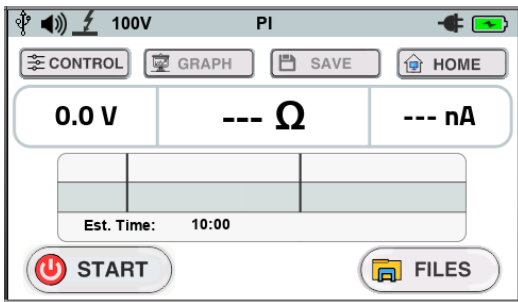 100V PI
CONTROL GRAPH SAVE HOME
0.0 V --- Ω --- nA
Est. Time: 10:00
START FILES